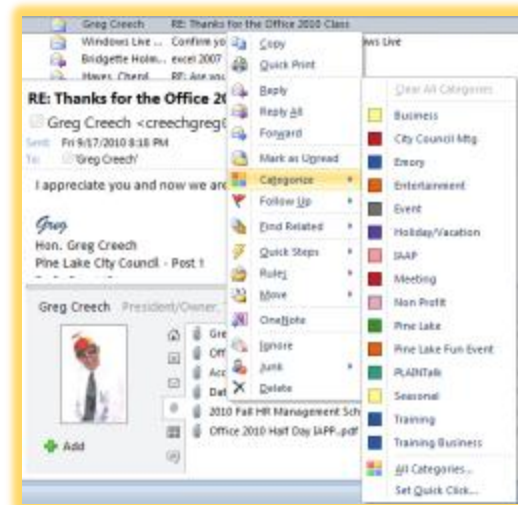 Greg Creech RE: Thanks for the Office 2010 Class
Windows Live ... Confirm yo
ws Live
Bridgette Holm... excel 2007
Hayes, Cheryl RE: Are you
RE: Thanks for the Office 20
Greg Creech <creechgreg@
Sent: Fri 9/17/2010 8:18 PM
To: 'Greg Creech'
I appreciate you and now we are
Greg
Hon. Greg Creech
Pine Lake City Council - Post 1
Greg Creech President/Owner,
Add
Gre
Off
Acc
Dat
2010 Fall HR Management Sch
Office 2010 Half Day IAPP..pdf
Copy
Quick Print
Reply
Reply All
Forward
Mark as Unread
Categorize
Follow Up
Find Related
Quick Steps
Rules
Move
OneNote
Ignore
Junk
Delete
Clear All Categories
Business
City Council Mtg
Emory
Entertainment
Event
Holiday/Vacation
IAAP
Meeting
Non Profit
Pine Lake
Pine Lake Fun Event
PLAINTalk
Seasonal
Training
Training Business
All Categories...
Set Quick Click...